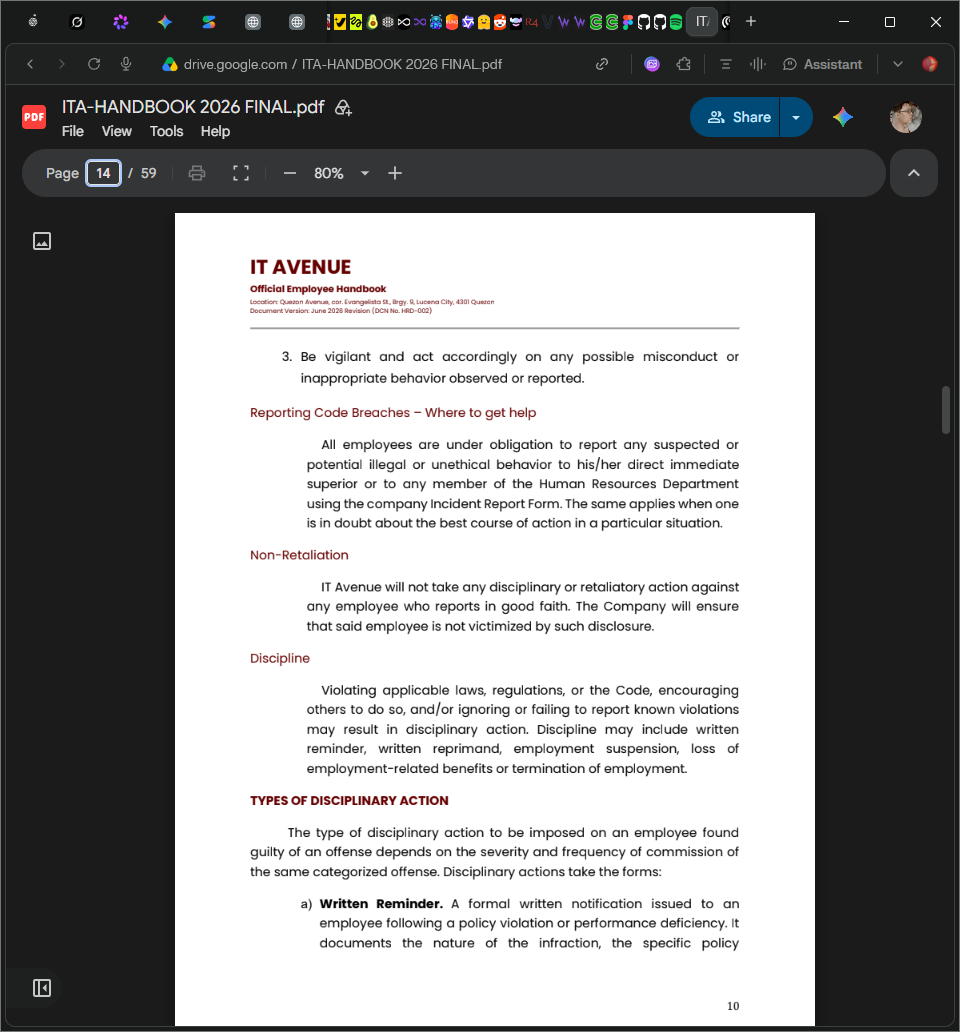 drive.google.com / ITA-HANDBOOK 2026 FINAL.pdf
Assistant
PDF
ITA-HANDBOOK 2026 FINAL.pdf
File View Tools Help
Share
Page 14 / 59
80%
IT AVENUE
Official Employee Handbook
Location: Quezon Avenue, cor. Evangelista St., Brgy. 9, Lucena City, 4301 Quezon
Document Version: June 2026 Revision (DCN No. HRD-002)
3. Be vigilant and act accordingly on any possible misconduct or
inappropriate behavior observed or reported.
Reporting Code Breaches – Where to get help
All employees are under obligation to report any suspected or
potential illegal or unethical behavior to his/her direct immediate
superior or to any member of the Human Resources Department
using the company Incident Report Form. The same applies when one
is in doubt about the best course of action in a particular situation.
Non-Retaliation
IT Avenue will not take any disciplinary or retaliatory action against
any employee who reports in good faith. The Company will ensure
that said employee is not victimized by such disclosure.
Discipline
Violating applicable laws, regulations, or the Code, encouraging
others to do so, and/or ignoring or failing to report known violations
may result in disciplinary action. Discipline may include written
reminder, written reprimand, employment suspension, loss of
employment-related benefits or termination of employment.
TYPES OF DISCIPLINARY ACTION
The type of disciplinary action to be imposed on an employee found
guilty of an offense depends on the severity and frequency of commission of
the same categorized offense. Disciplinary actions take the forms:
a) Written Reminder. A formal written notification issued to an
employee following a policy violation or performance deficiency. It
documents the nature of the infraction, the specific policy
10